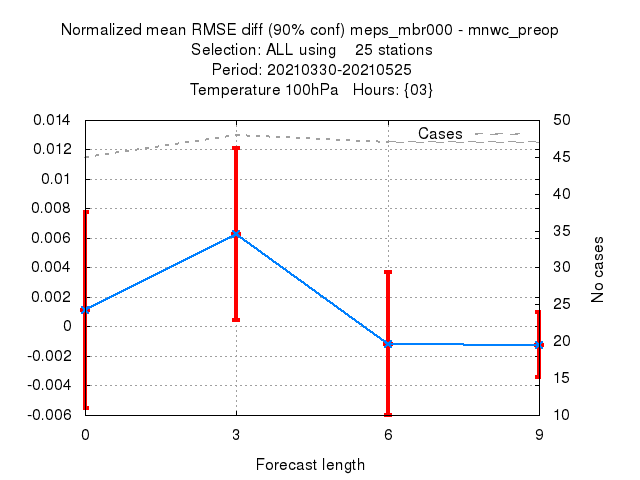 Normalized mean RMSE diff (90% conf) meps_mbr000 - mnwc_preop
Selection: ALL using 25 stations
Period: 20210330-20210525
Temperature 100hPa Hours: {03}
0.014
0.012
0.01
0.008
0.006
0.004
0.002
0
-0.002
-0.004
-0.006
Cases
50
45
40
35
30
25
20
15
10
No cases
0 3 6 9
Forecast length